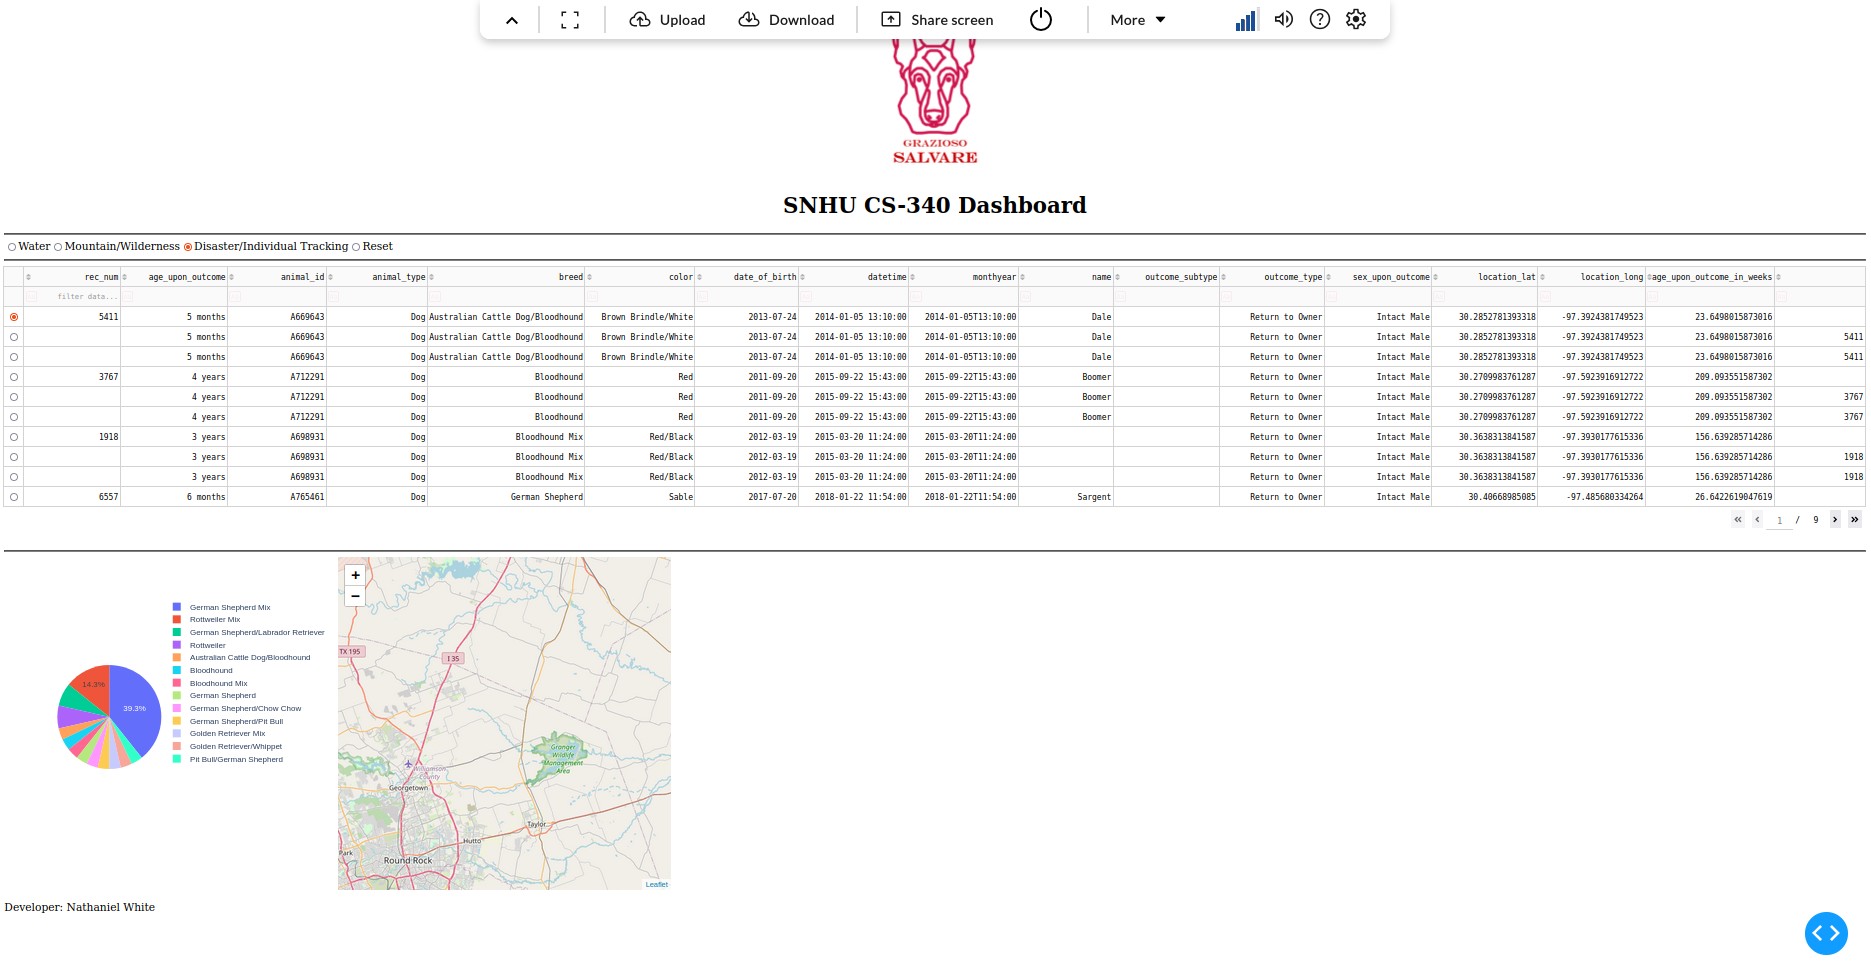 Upload Download Share screen More
GRAZIOSO
SALVARE
SNHU CS-340 Dashboard
Water Mountain/Wilderness Disaster/Individual Tracking Reset
rec_num age_upon_outcome animal_id animal_type breed color date_of_birth datetime monthyear name outcome_subtype outcome_type sex_upon_outcome location_lat location_long age_upon_outcome_in_weeks
filter data...
5411 5 months A669643 Dog Australian Cattle Dog/Bloodhound Brown Brindle/White 2013-07-24 2014-01-05 13:10:00 2014-01-05T13:10:00 Dale Return to Owner Intact Male 30.2852781393318 -97.3924381749523 23.6498015873016
5 months A669643 Dog Australian Cattle Dog/Bloodhound Brown Brindle/White 2013-07-24 2014-01-05 13:10:00 2014-01-05T13:10:00 Dale Return to Owner Intact Male 30.2852781393318 -97.3924381749523 23.6498015873016 5411
5 months A669643 Dog Australian Cattle Dog/Bloodhound Brown Brindle/White 2013-07-24 2014-01-05 13:10:00 2014-01-05T13:10:00 Dale Return to Owner Intact Male 30.2852781393318 -97.3924381749523 23.6498015873016 5411
3767 4 years A712291 Dog Bloodhound Red 2011-09-20 2015-09-22 15:43:00 2015-09-22T15:43:00 Boomer Return to Owner Intact Male 30.2709983761287 -97.5923916912722 209.093551587302
4 years A712291 Dog Bloodhound Red 2011-09-20 2015-09-22 15:43:00 2015-09-22T15:43:00 Boomer Return to Owner Intact Male 30.2709983761287 -97.5923916912722 209.093551587302 3767
4 years A712291 Dog Bloodhound Red 2011-09-20 2015-09-22 15:43:00 2015-09-22T15:43:00 Boomer Return to Owner Intact Male 30.2709983761287 -97.5923916912722 209.093551587302 3767
1918 3 years A698931 Dog Bloodhound Mix Red/Black 2012-03-19 2015-03-20 11:24:00 2015-03-20T11:24:00 Return to Owner Intact Male 30.3638313841587 -97.3930177615336 156.639285714286
3 years A698931 Dog Bloodhound Mix Red/Black 2012-03-19 2015-03-20 11:24:00 2015-03-20T11:24:00 Return to Owner Intact Male 30.3638313841587 -97.3930177615336 156.639285714286 1918
3 years A698931 Dog Bloodhound Mix Red/Black 2012-03-19 2015-03-20 11:24:00 2015-03-20T11:24:00 Return to Owner Intact Male 30.3638313841587 -97.3930177615336 156.639285714286 1918
6557 6 months A765461 Dog German Shepherd Sable 2017-07-20 2018-01-22 11:54:00 2018-01-22T11:54:00 Sargent Return to Owner Intact Male 30.40668985085 -97.485680334264 26.6422619047619
1 / 9
German Shepherd Mix
Rottweiler Mix
German Shepherd/Labrador Retriever
Rottweiler
Australian Cattle Dog/Bloodhound
Bloodhound
Bloodhound Mix
German Shepherd
German Shepherd/Chow Chow
German Shepherd/Pit Bull
Golden Retriever Mix
Golden Retriever/Whippet
Pit Bull/German Shepherd
14.3%
39.3%
+
−
TX 195
I 35
Granger
Wildlife
Management
Area
Williamson
County
Georgetown
Taylor
Hutto
Park
Round Rock
Leaflet
Developer: Nathaniel White